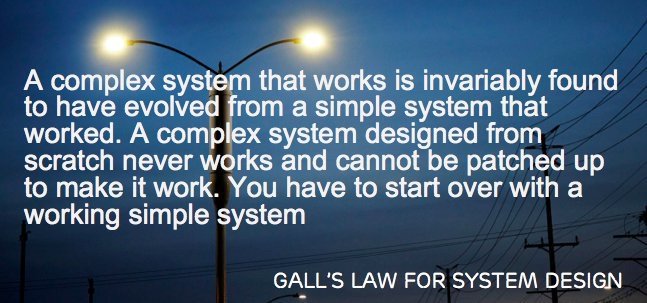 A complex system that works is invariably found
to have evolved from a simple system that
worked. A complex system designed from
scratch never works and cannot be patched up
to make it work. You have to start over with a
working simple system
GALL'S LAW FOR SYSTEM DESIGN